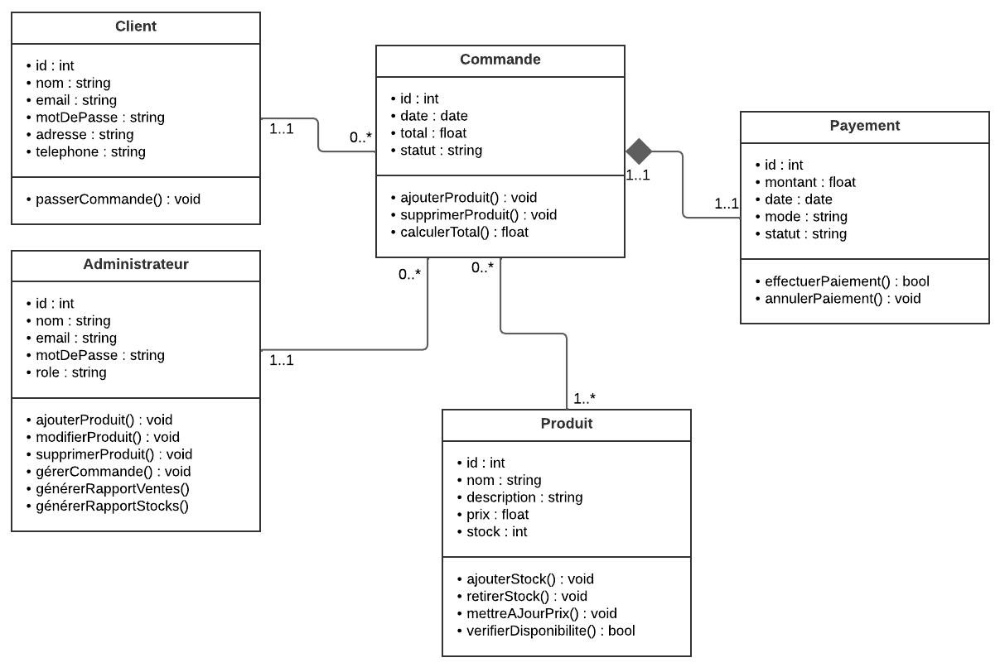 Client
• id : int
• nom : string
• email : string
• motDePasse : string
• adresse : string
• telephone : string
• passerCommande() : void
1..1
0..*
Commande
• id : int
• date : date
• total : float
• statut : string
• ajouterProduit() : void
• supprimerProduit() : void
• calculerTotal() : float
1..1
1..1
Payement
• id : int
• montant : float
• date : date
• mode : string
• statut : string
• effectuerPaiement() : bool
• annulerPaiement() : void
Administrateur
• id : int
• nom : string
• email : string
• motDePasse : string
• role : string
• ajouterProduit() : void
• modifierProduit() : void
• supprimerProduit() : void
• gérerCommande() : void
• générerRapportVentes()
• générerRapportStocks()
1..1
0..*
0..*
1..*
Produit
• id : int
• nom : string
• description : string
• prix : float
• stock : int
• ajouterStock() : void
• retirerStock() : void
• mettreAJourPrix() : void
• verifierDisponibilite() : bool